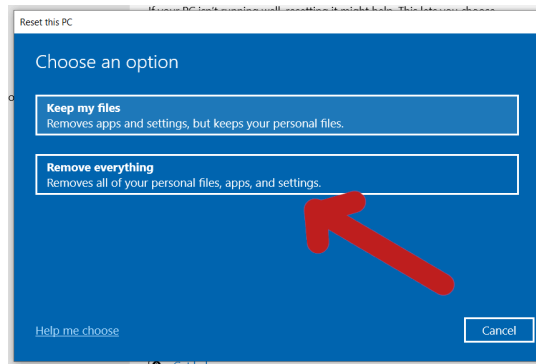 If your PC isn't running well, resetting it might help. This lets you choose
Reset this PC
Choose an option
Keep my files
Removes apps and settings, but keeps your personal files.
Remove everything
Removes all of your personal files, apps, and settings.
Help me choose
Cancel